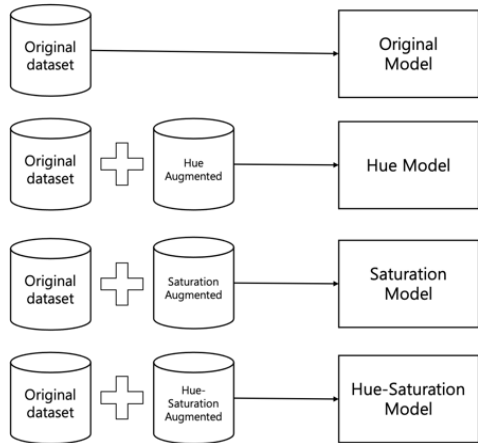 Original
dataset
Original
Model
Original
dataset
Hue
Augmented
Hue Model
Original
dataset
Saturation
Augmented
Saturation
Model
Original
dataset
Hue-
Saturation
Augmented
Hue-Saturation
Model